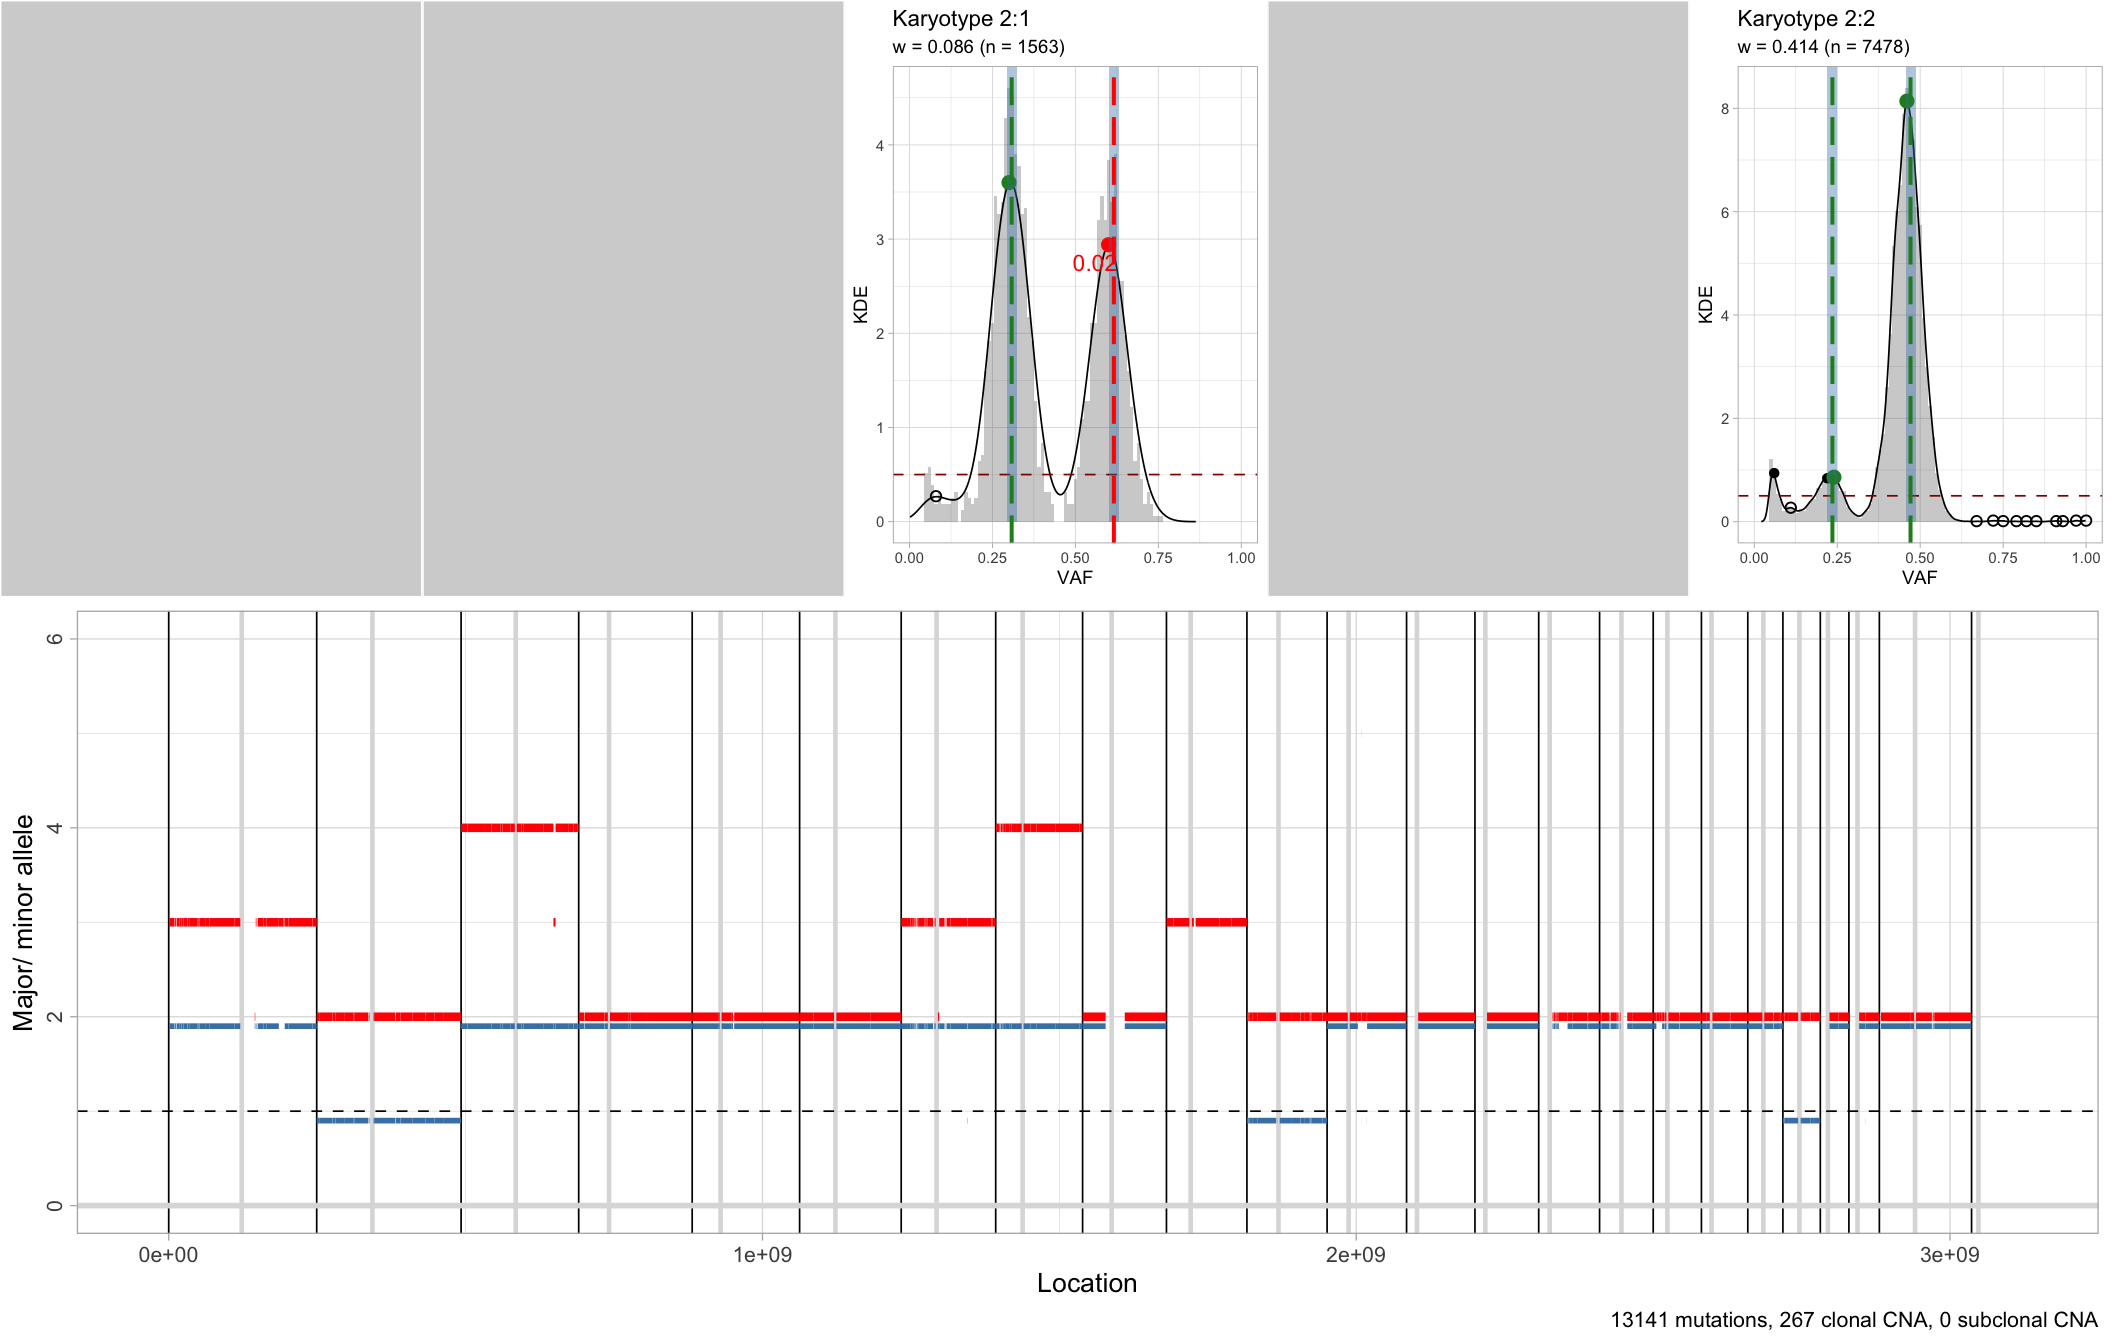 Karyotype 2:1
w = 0.086 (n = 1563)
KDE
4
3
2
1
0
0.02
0.00 0.25 0.50 0.75 1.00
VAF
Karyotype 2:2
w = 0.414 (n = 7478)
KDE
8
6
4
2
0
0.00 0.25 0.50 0.75 1.00
VAF
Major/ minor allele
6
4
2
0
0e+00 1e+09 2e+09 3e+09
Location
13141 mutations, 267 clonal CNA, 0 subclonal CNA